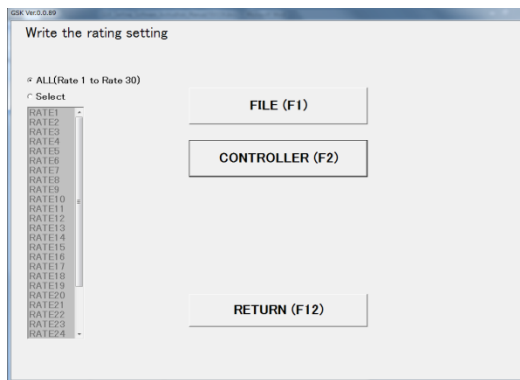 GSK Ver.0.0.89
Write the rating setting
ALL(Rate 1 to Rate 30)
Select
RATE1
RATE2
RATE3
RATE4
RATE5
RATE6
RATE7
RATE8
RATE9
RATE10
RATE11
RATE12
RATE13
RATE14
RATE15
RATE16
RATE17
RATE18
RATE19
RATE20
RATE21
RATE22
RATE23
RATE24
FILE (F1)
CONTROLLER (F2)
RETURN (F12)